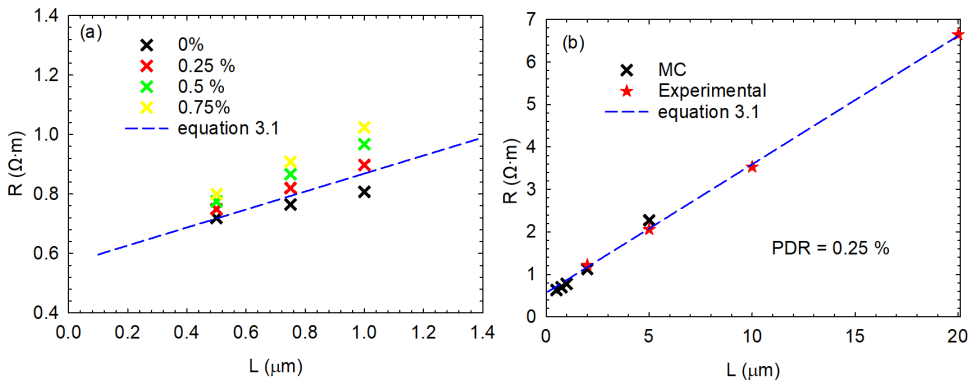 (a)
0%
0.25 %
0.5 %
0.75%
equation 3.1
R (Ω·m)
1.4
1.2
1.0
0.8
0.6
0.4
0.0 0.2 0.4 0.6 0.8 1.0 1.2 1.4
L (μm)
(b)
MC
Experimental
equation 3.1
PDR = 0.25 %
R (Ω·m)
7
6
5
4
3
2
1
0
0 5 10 15 20
L (μm)